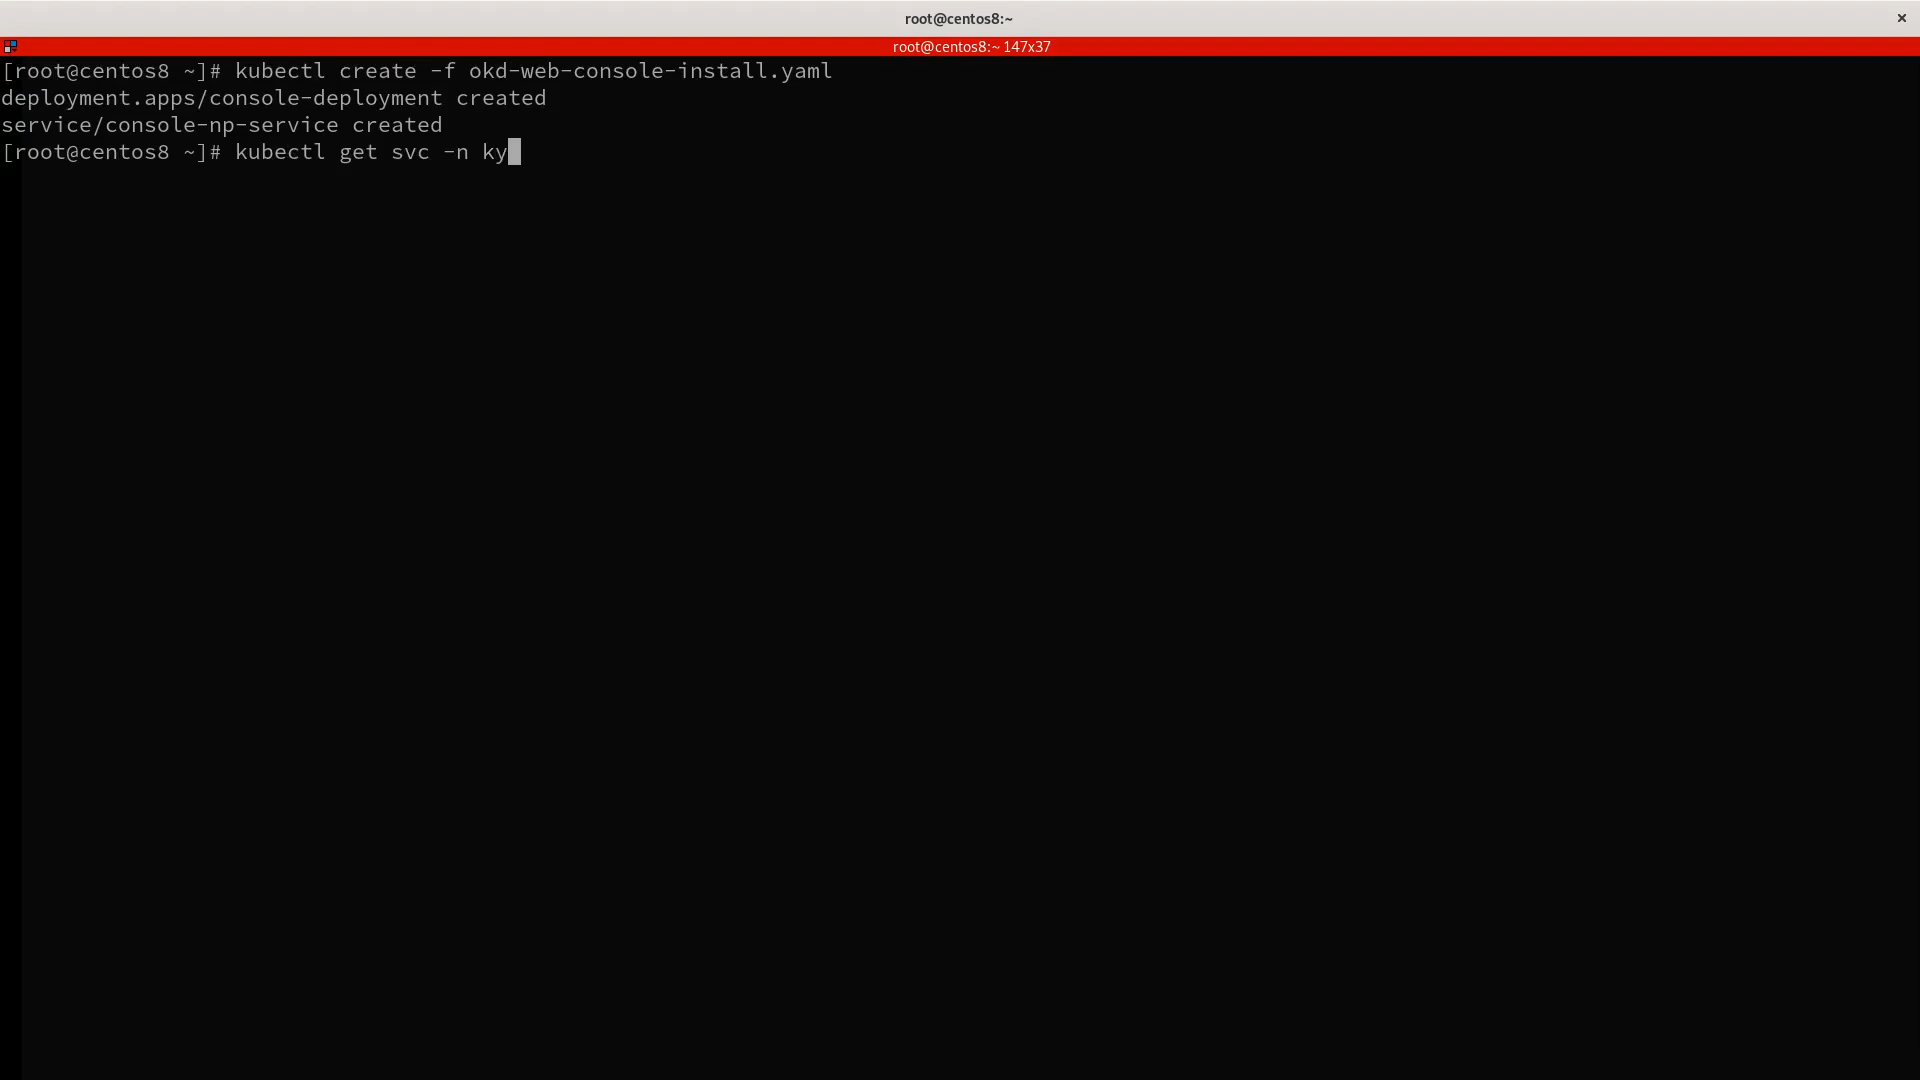 root@centos8:~
root@centos8:~ 147x37
[root@centos8 ~]# kubectl create -f okd-web-console-install.yaml
deployment.apps/console-deployment created
service/console-np-service created
[root@centos8 ~]# kubectl get svc -n ky